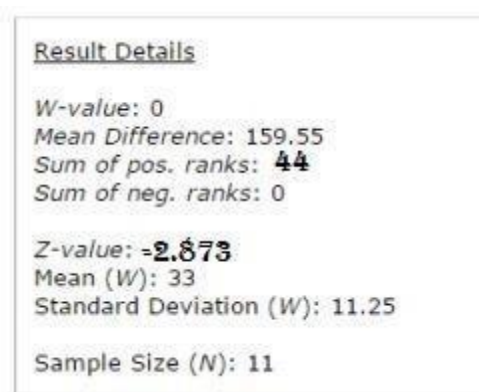 Result Details
W-value: 0
Mean Difference: 159.55
Sum of pos. ranks: 44
Sum of neg. ranks: 0
Z-value: -2.873
Mean (W): 33
Standard Deviation (W): 11.25
Sample Size (N): 11